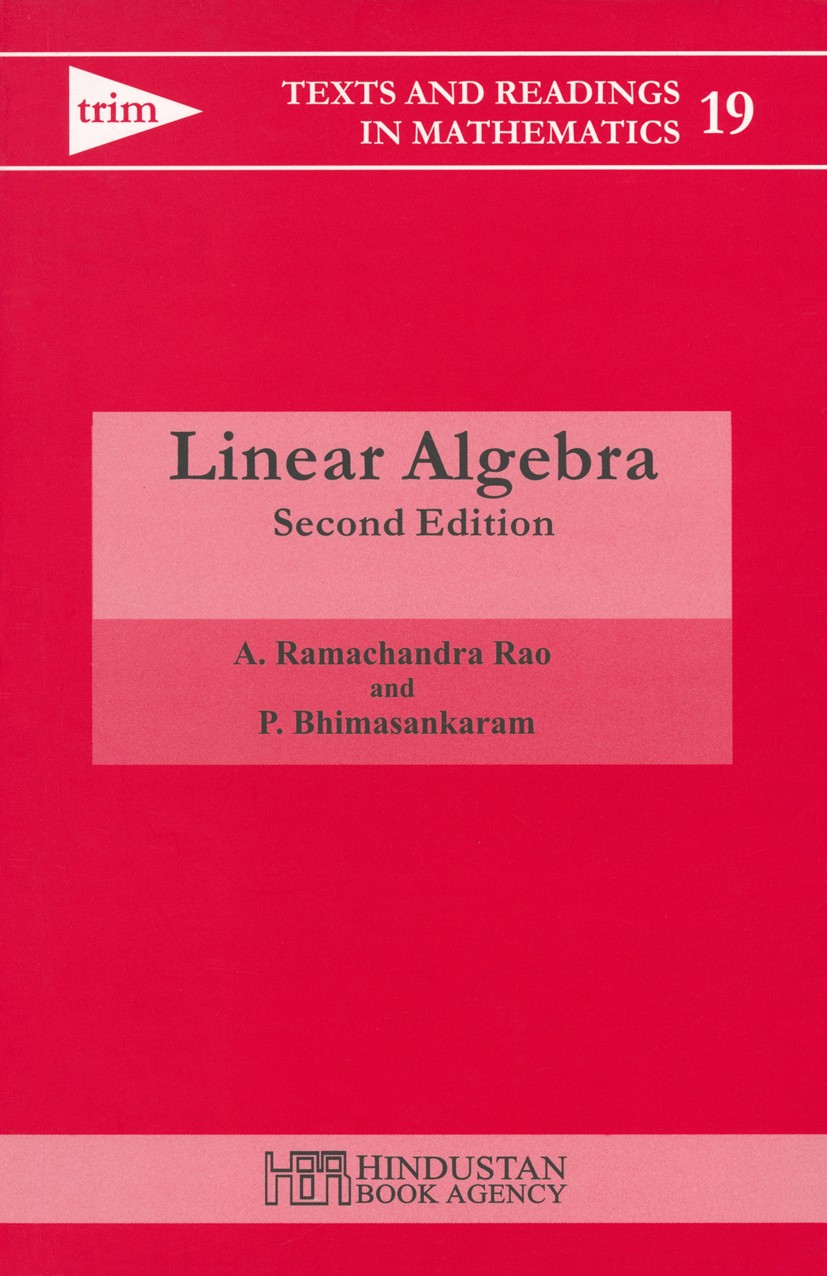 trim
TEXTS AND READINGS
IN MATHEMATICS 19
Linear Algebra
Second Edition
A. Ramachandra Rao
and
P. Bhimasankaram
HINDUSTAN
BOOK AGENCY